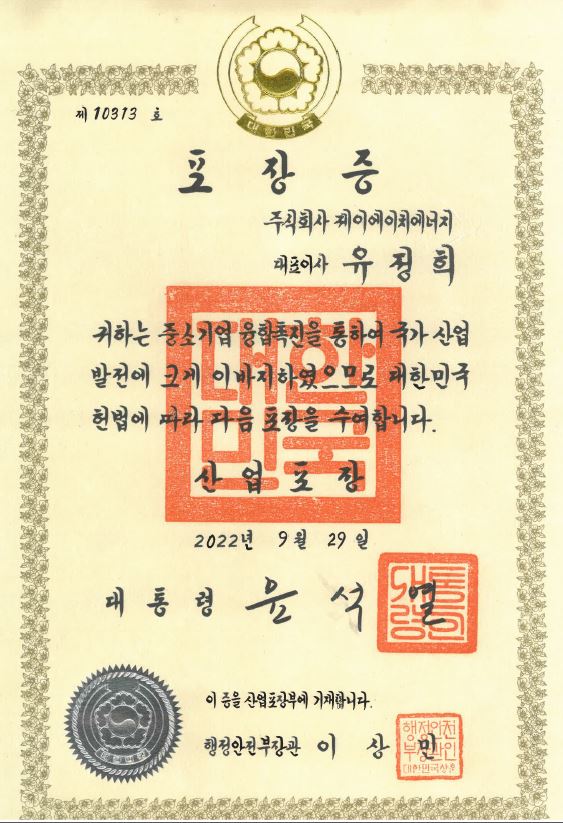 대한민국
제 10313 호
포장증
주식회사 제이에이치에너지
대표이사 유정희
귀하는 중소기업 융합촉진을 통하여 국가 산업
발전에 크게 이바지하였으므로 대한민국
헌법에 따라 다음 포장을 수여합니다.
대한민국
산업포장
2022년 9월 29일
대통령 윤석열
대통령의인
이 증을 산업포장부에 기재합니다.
행정안전부장관 이상민
행정안전부장관인